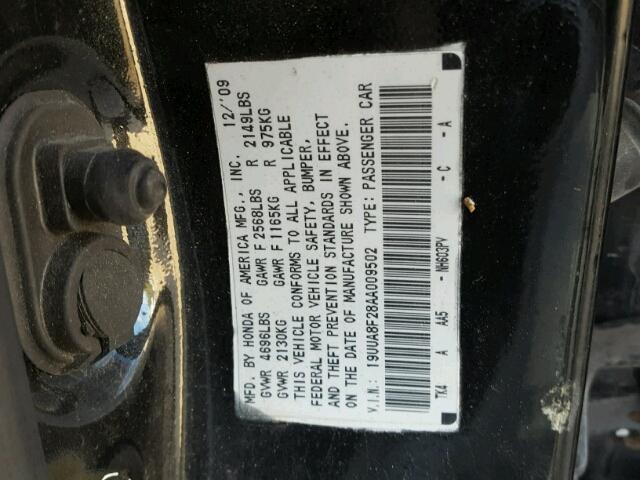 MFD. BY HONDA OF AMERICA MFG., INC. 12/'09
GVWR 4696LBS GAWR F 2568LBS R 2149LBS
GVWR 2130KG GAWR F 1165KG R 975KG
THIS VEHICLE CONFORMS TO ALL APPLICABLE
FEDERAL MOTOR VEHICLE SAFETY, BUMPER,
AND THEFT PREVENTION STANDARDS IN EFFECT
ON THE DATE OF MANUFACTURE SHOWN ABOVE.
V.I.N.: 19UUA8F28AA009502 TYPE: PASSENGER CAR
TK4 A AA5 - NH603PV - C - A